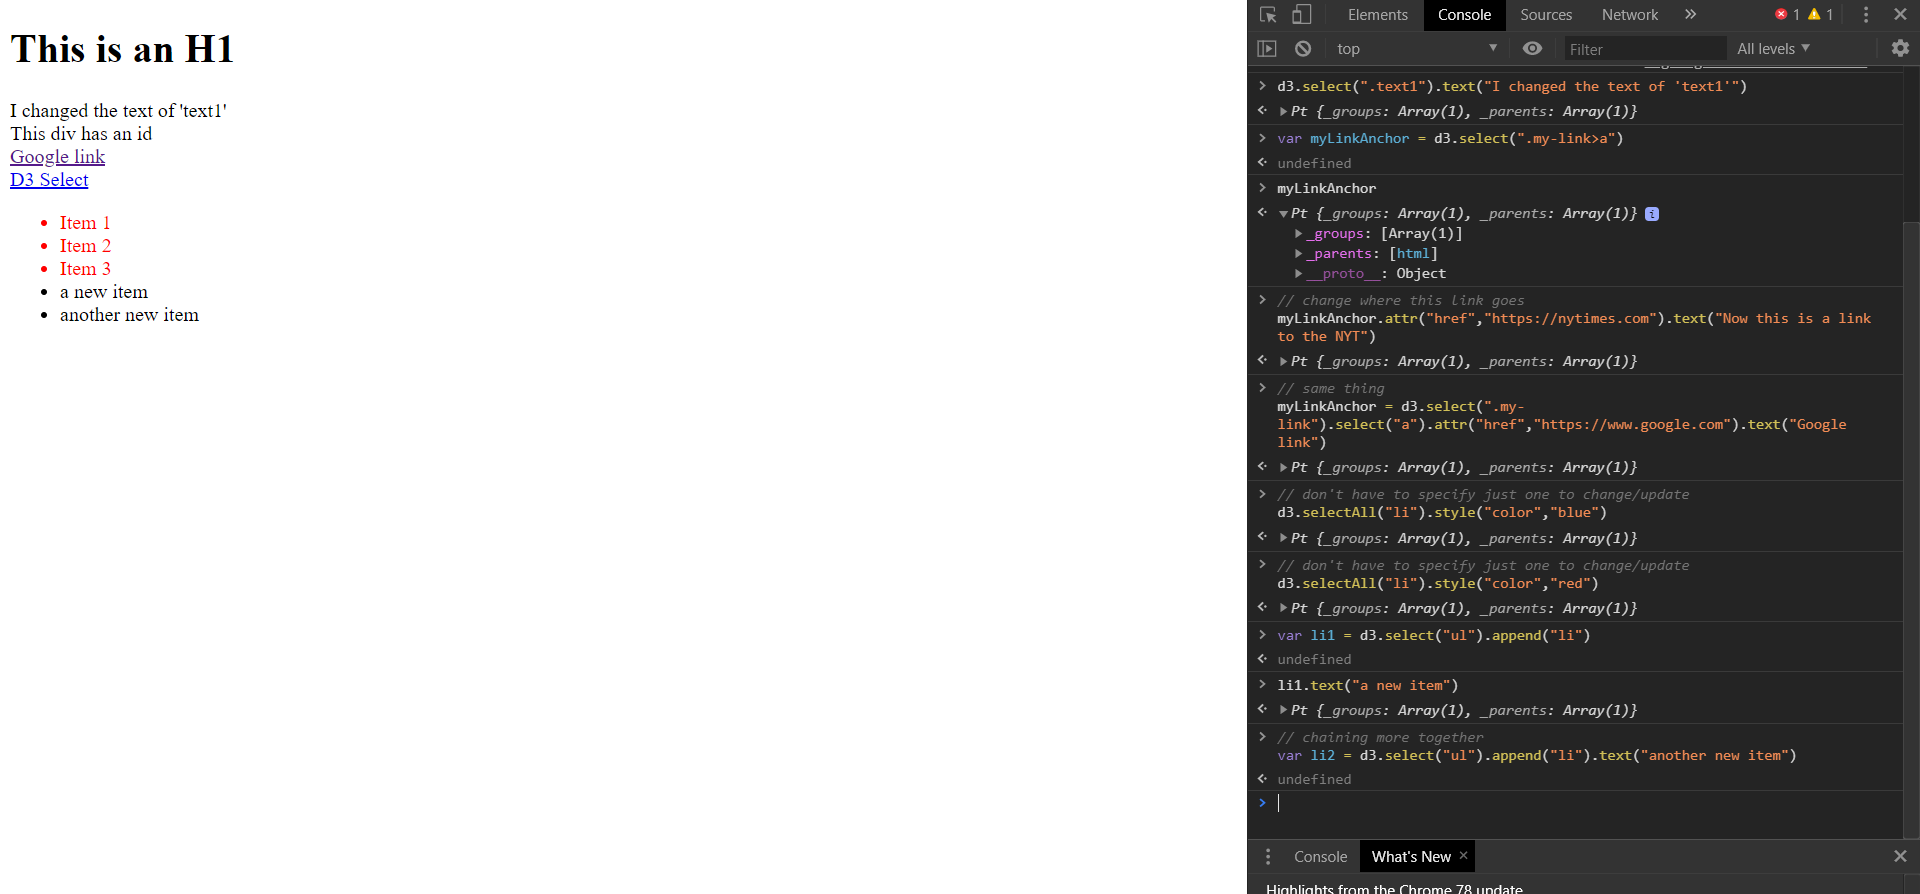 This is an H1
I changed the text of 'text1'
This div has an id
Google link
D3 Select
Item 1
Item 2
Item 3
a new item
another new item
Elements Console Sources Network » 1 1
top Filter All levels
> d3.select(".text1").text("I changed the text of 'text1'")
Pt {_groups: Array(1), _parents: Array(1)}
> var myLinkAnchor = d3.select(".my-link>a")
undefined
> myLinkAnchor
Pt {_groups: Array(1), _parents: Array(1)} i
_groups: [Array(1)]
_parents: [html]
__proto__: Object
> // change where this link goes
myLinkAnchor.attr("href","https://nytimes.com").text("Now this is a link
to the NYT")
Pt {_groups: Array(1), _parents: Array(1)}
> // same thing
myLinkAnchor = d3.select(".my-
link").select("a").attr("href","https://www.google.com").text("Google
link")
Pt {_groups: Array(1), _parents: Array(1)}
> // don't have to specify just one to change/update
d3.selectAll("li").style("color","blue")
Pt {_groups: Array(1), _parents: Array(1)}
> // don't have to specify just one to change/update
d3.selectAll("li").style("color","red")
Pt {_groups: Array(1), _parents: Array(1)}
> var li1 = d3.select("ul").append("li")
undefined
> li1.text("a new item")
Pt {_groups: Array(1), _parents: Array(1)}
> // chaining more together
var li2 = d3.select("ul").append("li").text("another new item")
undefined
>
Console What's New
Highlights from the Chrome 78 update